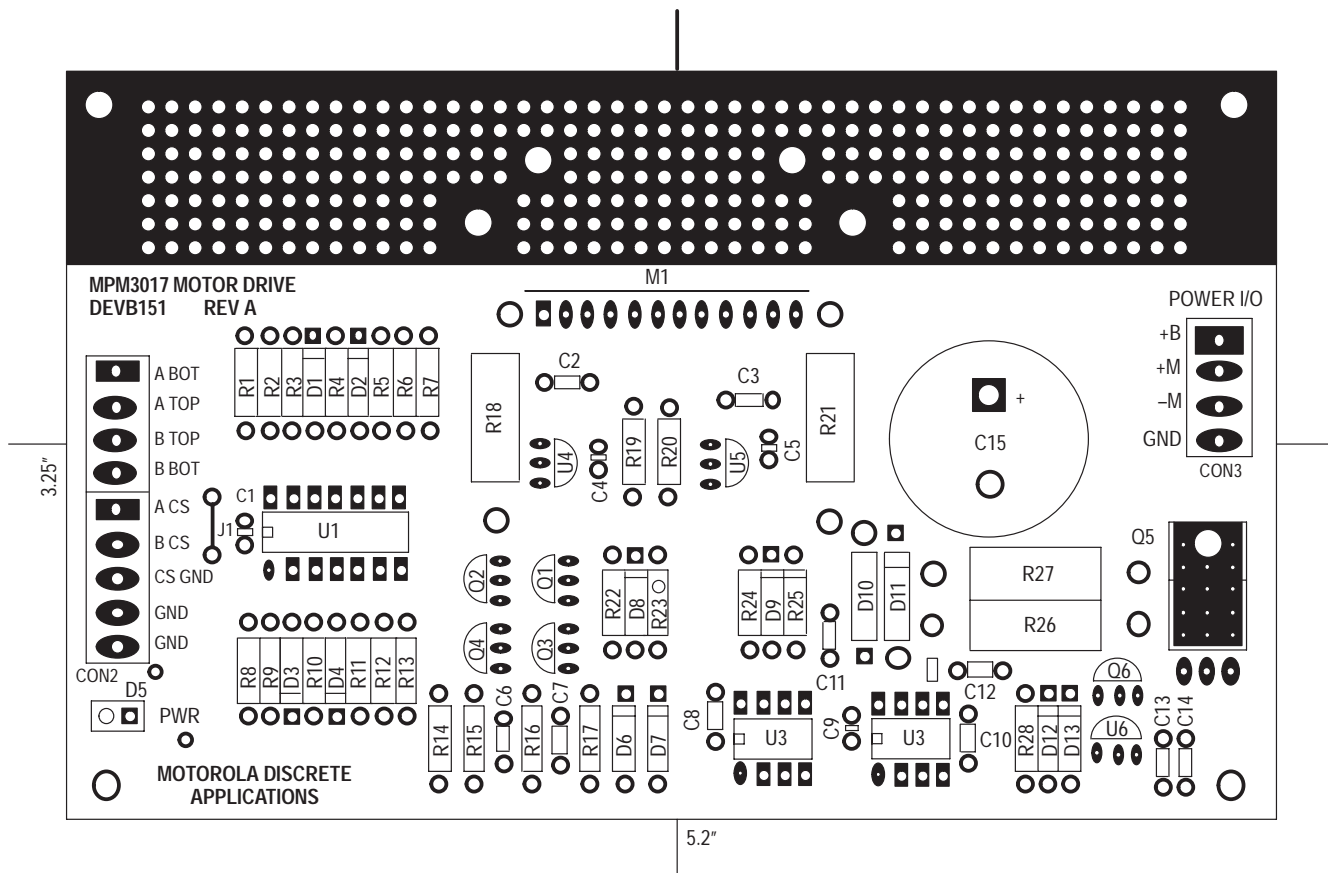 MPM3017 MOTOR DRIVE
DEVB151 REV A
M1
POWER I/O
+B
+M
–M
GND
CON3
A BOT
A TOP
B TOP
B BOT
A CS
B CS
CS GND
GND
GND
CON2
D5
PWR
R1
R2
R3
D1
R4
D2
R5
R6
R7
C1
J1
U1
R8
R9
D3
R10
D4
R11
R12
R13
R18
C2
U4
C4
R19
R20
C3
U5
C5
R21
+
C15
Q2
Q1
Q4
Q3
R22
D8
R23
R24
D9
R25
C11
D10
D11
R27
R26
Q5
C12
Q6
U6
C13
C14
R14
R15
C6
R16
C7
R17
D6
D7
C8
U3
C9
U3
C10
R28
D12
D13
MOTOROLA DISCRETE
APPLICATIONS
3.25″
5.2″